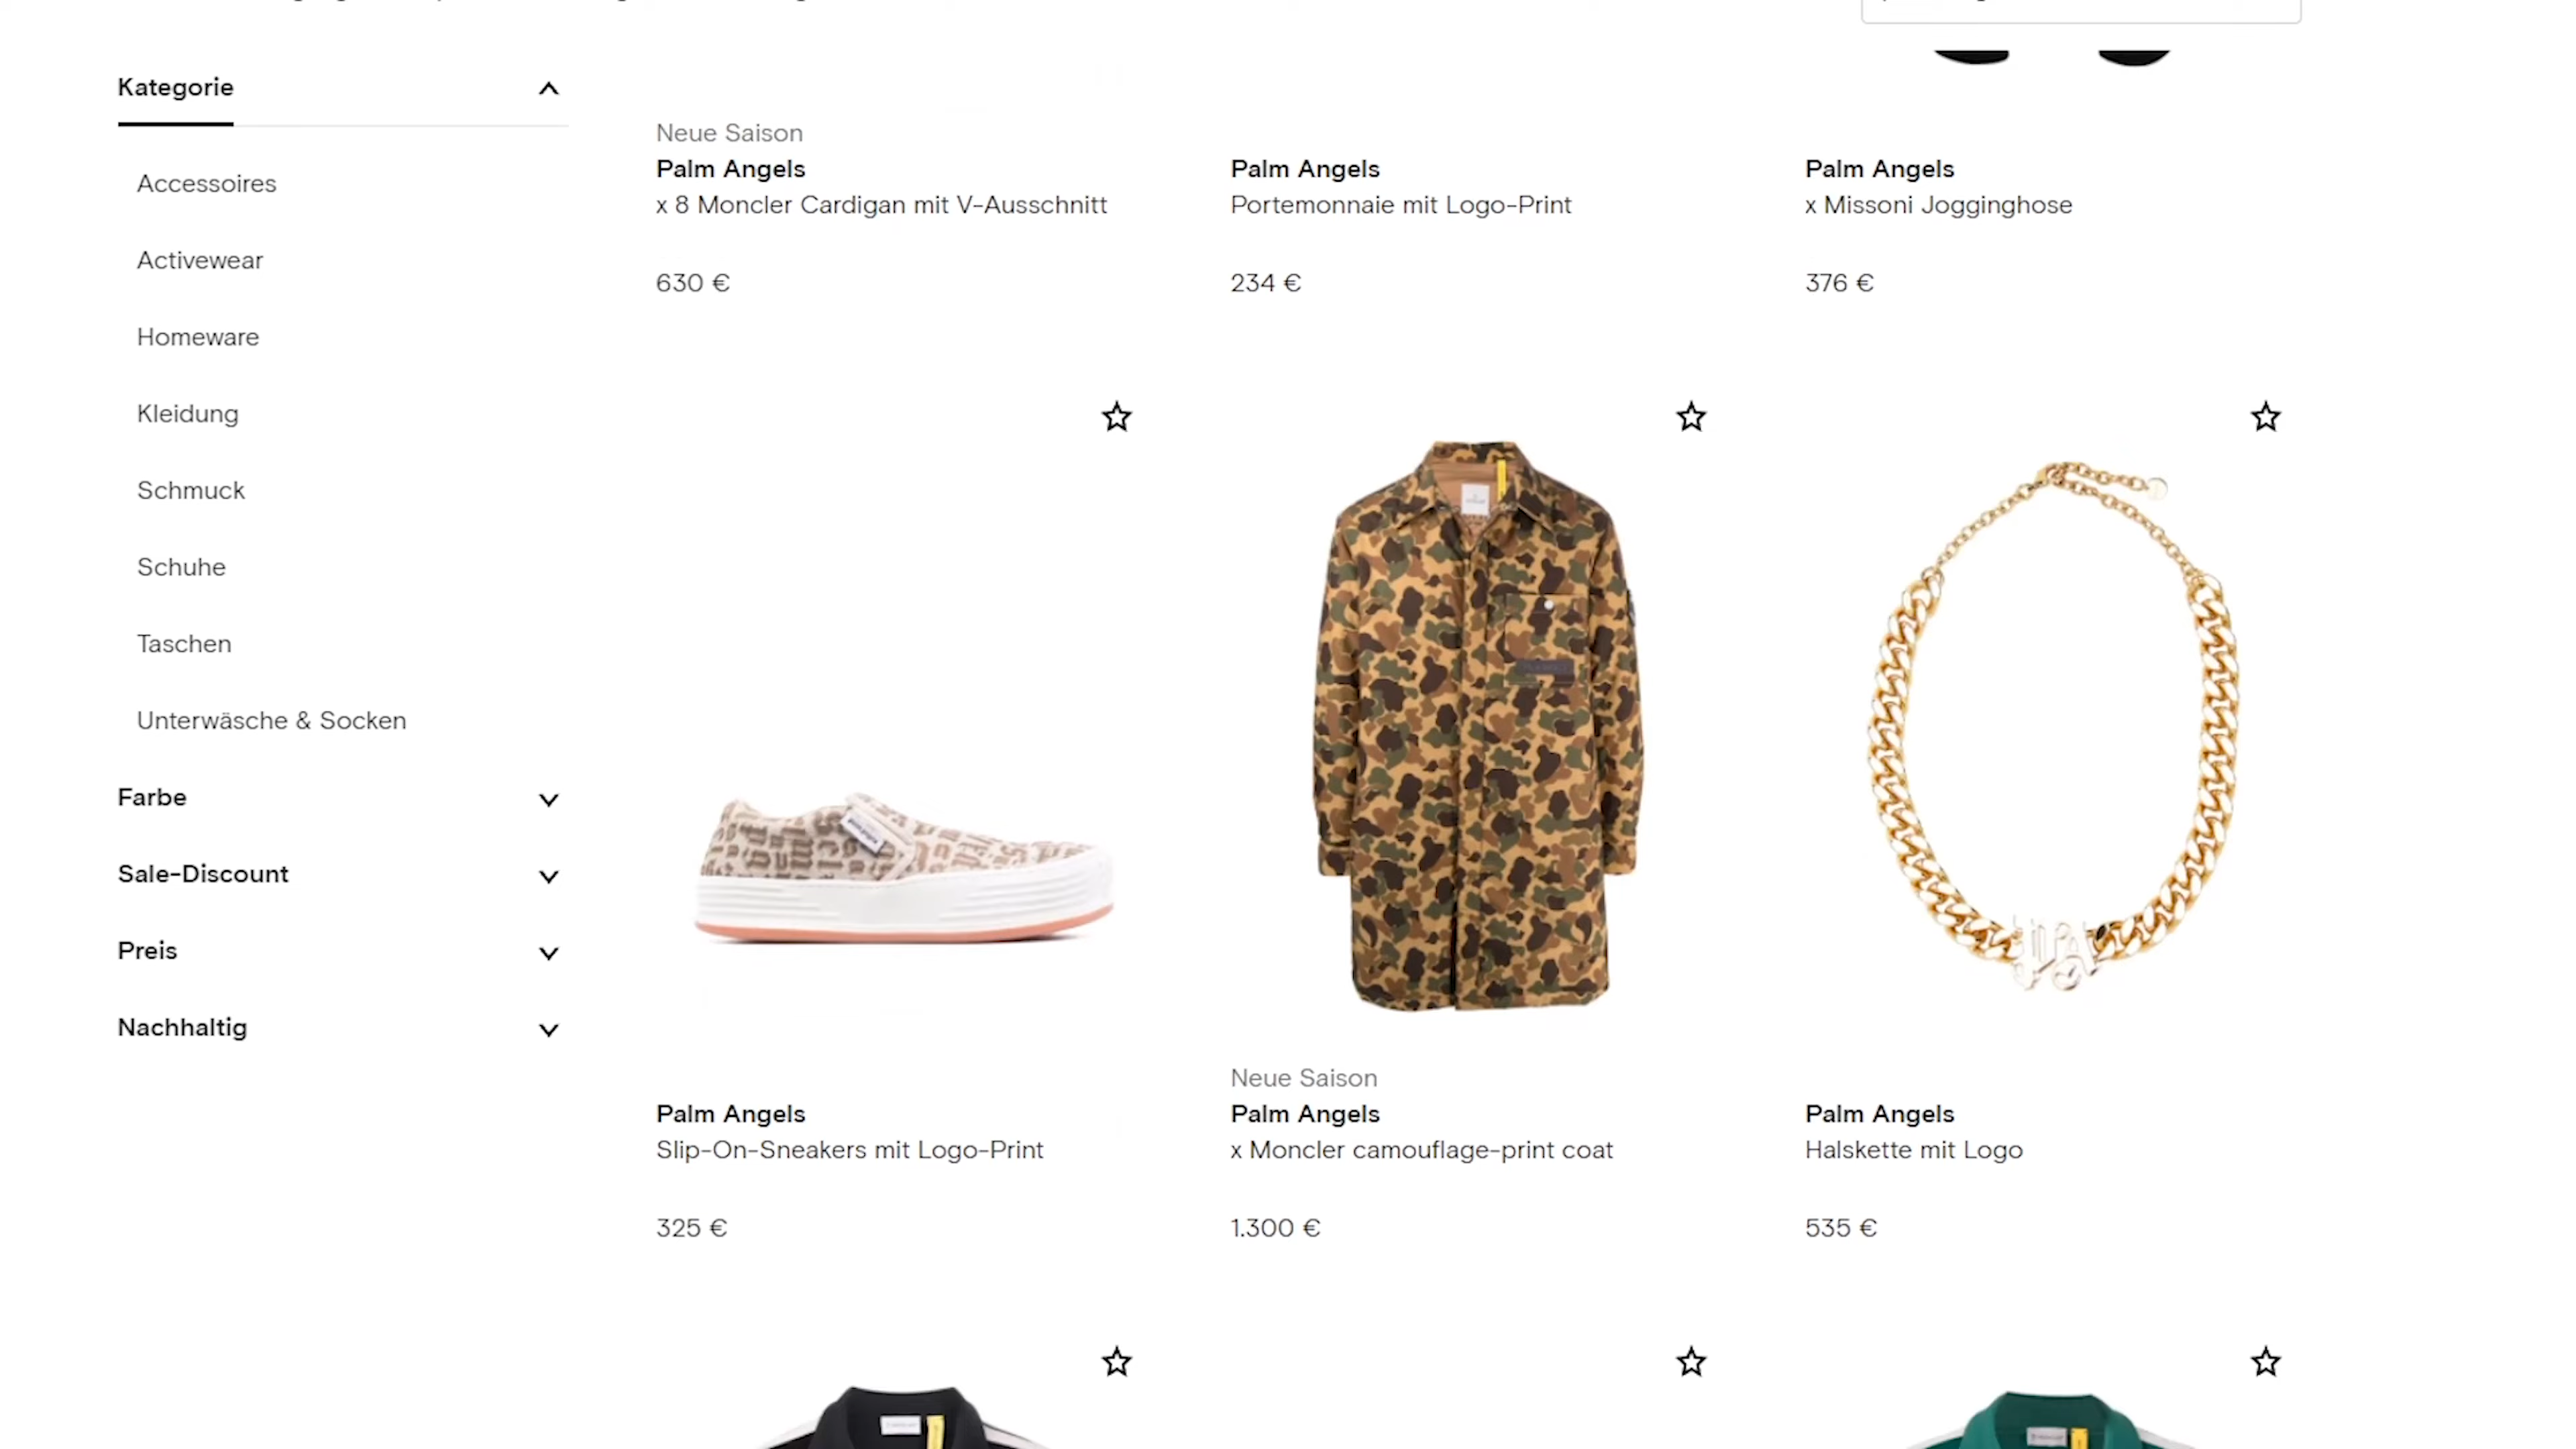 Kategorie
Accessoires
Activewear
Homeware
Kleidung
Schmuck
Schuhe
Taschen
Unterwäsche & Socken
Farbe
Sale-Discount
Preis
Nachhaltig
Neue Saison
Palm Angels
x 8 Moncler Cardigan mit V-Ausschnitt
630 €
Palm Angels
Portemonnaie mit Logo-Print
234 €
Palm Angels
x Missoni Jogginghose
376 €
Palm Angels
Slip-On-Sneakers mit Logo-Print
325 €
Neue Saison
Palm Angels
x Moncler camouflage-print coat
1.300 €
Palm Angels
Halskette mit Logo
535 €